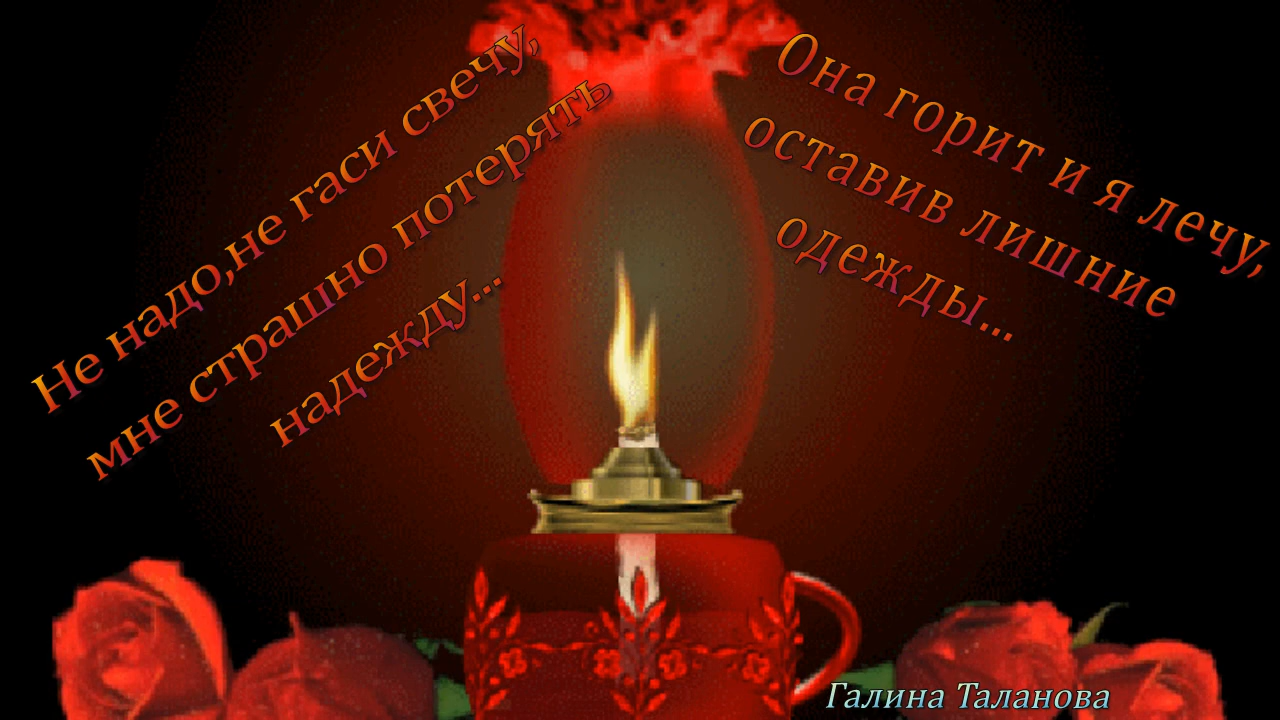 Не надо,не гаси свечу,
мне страшно потерять
надежду...
Она горит и я лечу,
оставив лишние
одежды...
Галина Таланова